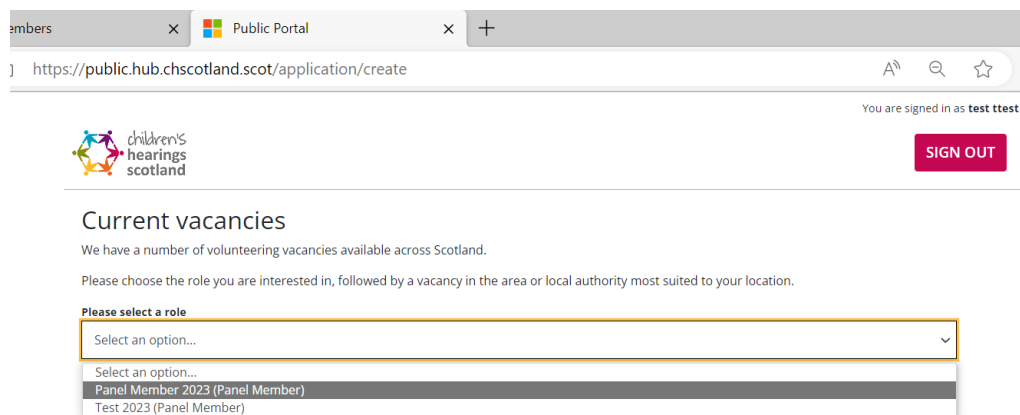 embers
Public Portal
https://public.hub.chscotland.scot/application/create
You are signed in as test ttest
children's
hearings
scotland
SIGN OUT
Current vacancies
We have a number of volunteering vacancies available across Scotland.
Please choose the role you are interested in, followed by a vacancy in the area or local authority most suited to your location.
Please select a role
Select an option...
Select an option...
Panel Member 2023 (Panel Member)
Test 2023 (Panel Member)